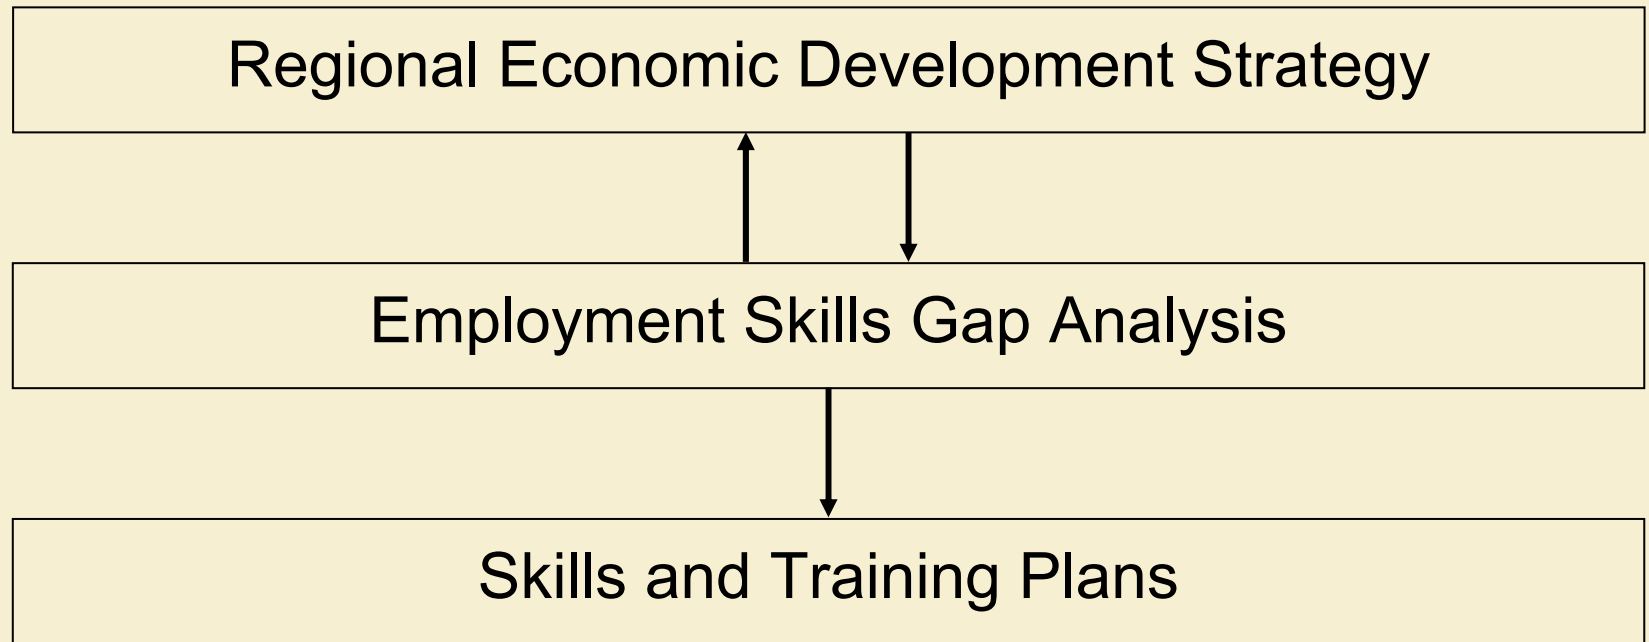 Regional Economic Development Strategy
Employment Skills Gap Analysis
Skills and Training Plans